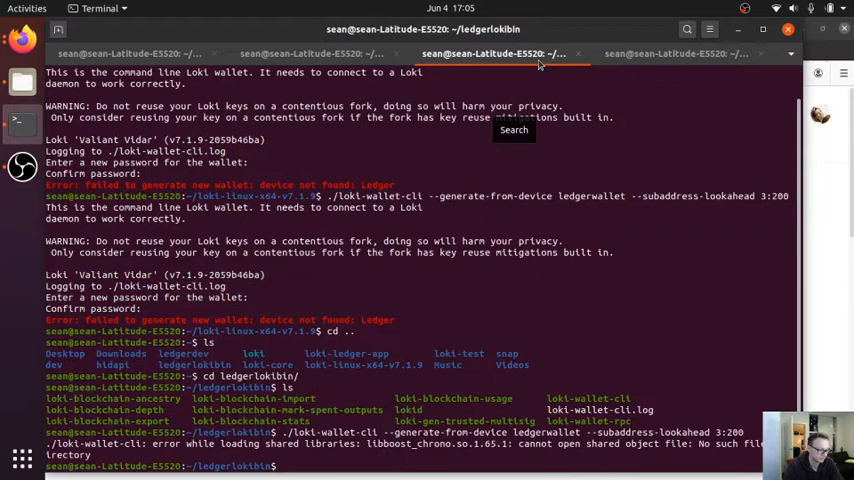 Activities
Terminal
Jun 4 17:05
sean@sean-Latitude-E5520: ~/ledgerlokibin
sean@sean-Latitude-E5520: ~/...
sean@sean-Latitude-E5520: ~/...
sean@sean-Latitude-E5520: ~/...
sean@sean-Latitude-E5520: ~/...
This is the command line Loki wallet. It needs to connect to a Loki
daemon to work correctly.
WARNING: Do not reuse your Loki keys on a contentious fork, doing so will harm your privacy.
Only consider reusing your key on a contentious fork if the fork has key reuse mitigations built in.
Search
Loki 'Valiant Vidar' (v7.1.9-2059b46ba)
Logging to ./loki-wallet-cli.log
Enter a new password for the wallet:
Confirm password:
Error: failed to generate new wallet: device not found: Ledger
sean@sean-Latitude-E5520:~/loki-linux-x64-v7.1.9$ ./loki-wallet-cli --generate-from-device ledgerwallet --subaddress-lookahead 3:200
This is the command line Loki wallet. It needs to connect to a Loki
daemon to work correctly.
WARNING: Do not reuse your Loki keys on a contentious fork, doing so will harm your privacy.
Only consider reusing your key on a contentious fork if the fork has key reuse mitigations built in.
Loki 'Valiant Vidar' (v7.1.9-2059b46ba)
Logging to ./loki-wallet-cli.log
Enter a new password for the wallet:
Confirm password:
Error: failed to generate new wallet: device not found: Ledger
sean@sean-Latitude-E5520:~/loki-linux-x64-v7.1.9$ cd ..
sean@sean-Latitude-E5520:~$ ls
Desktop Downloads ledgerdev loki loki-ledger-app loki-test snap
dev hidapi ledgerlokibin loki-core loki-linux-x64-v7.1.9 Music Videos
sean@sean-Latitude-E5520:~$ cd ledgerlokibin/
sean@sean-Latitude-E5520:~/ledgerlokibin$ ls
loki-blockchain-ancestry loki-blockchain-import loki-blockchain-usage loki-wallet-cli
loki-blockchain-depth loki-blockchain-mark-spent-outputs lokid loki-wallet-cli.log
loki-blockchain-export loki-blockchain-stats loki-gen-trusted-multisig loki-wallet-rpc
sean@sean-Latitude-E5520:~/ledgerlokibin$ ./loki-wallet-cli --generate-from-device ledgerwallet --subaddress-lookahead 3:200
./loki-wallet-cli: error while loading shared libraries: libboost_chrono.so.1.65.1: cannot open shared object file: No such file
irectory
sean@sean-Latitude-E5520:~/ledgerlokibin$